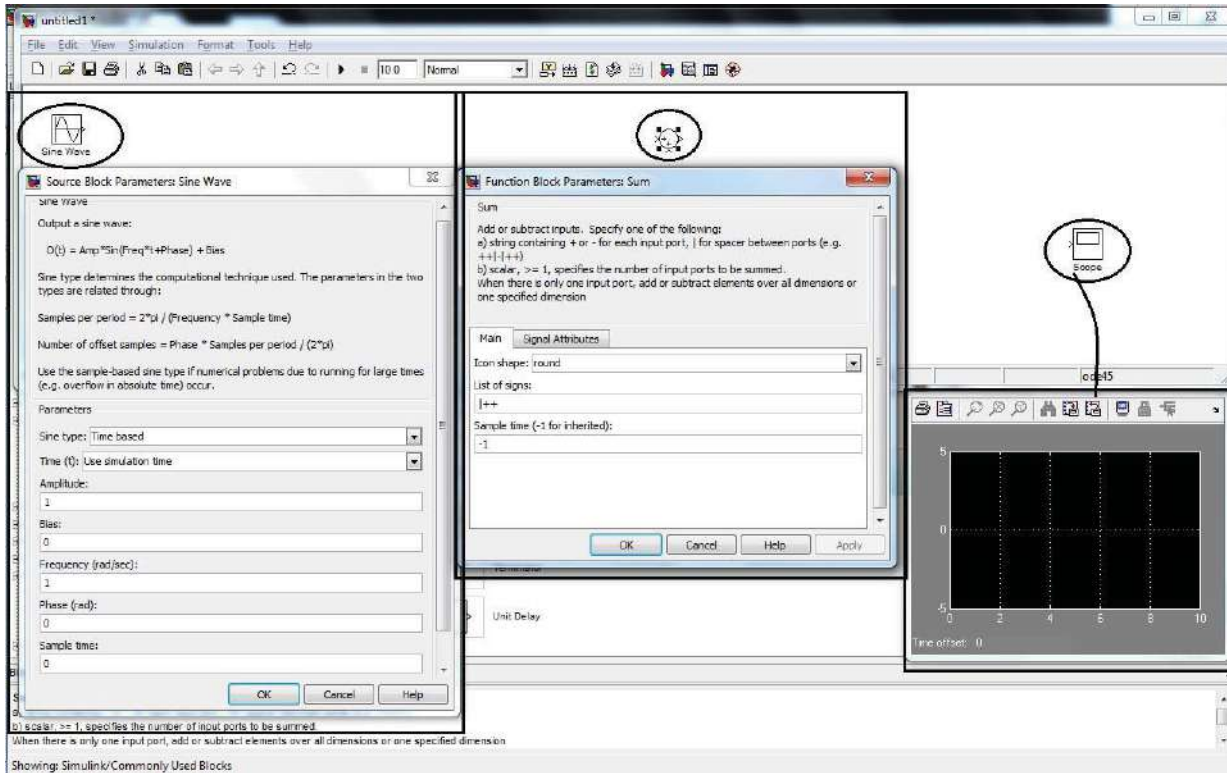 untitled1 *
File Edit View Simulation Format Tools Help
10.0 Normal
Sine Wave
Source Block Parameters: Sine Wave
Sine Wave
Output a sine wave:
O(t) = Amp*Sin(Freq*t+Phase) + Bias
Sine type determines the computational technique used. The parameters in the two
types are related through:
Samples per period = 2*pi / (Frequency * Sample time)
Number of offset samples = Phase * Samples per period / (2*pi)
Use the sample-based sine type if numerical problems due to running for large times
(e.g. overflow in absolute time) occur.
Parameters
Sine type: Time based
Time (t): Use simulation time
Amplitude:
1
Bias:
0
Frequency (rad/sec):
1
Phase (rad):
0
Sample time:
0
OK Cancel Help
Function Block Parameters: Sum
Sum
Add or subtract inputs. Specify one of the following:
a) string containing + or - for each input port, | for spacer between ports (e.g.
++|-|++)
b) scalar, >= 1, specifies the number of input ports to be summed.
When there is only one input port, add or subtract elements over all dimensions or
one specified dimension
Main Signal Attributes
Icon shape: round
List of signs:
|++
Sample time (-1 for inherited):
-1
OK Cancel Help Apply
Scope
ode45
5
0
-5
0 2 4 6 8 10
Time offset: 0
Terminator
Unit Delay
b) scalar, >= 1, specifies the number of input ports to be summed.
When there is only one input port, add or subtract elements over all dimensions or one specified dimension
Showing: Simulink/Commonly Used Blocks